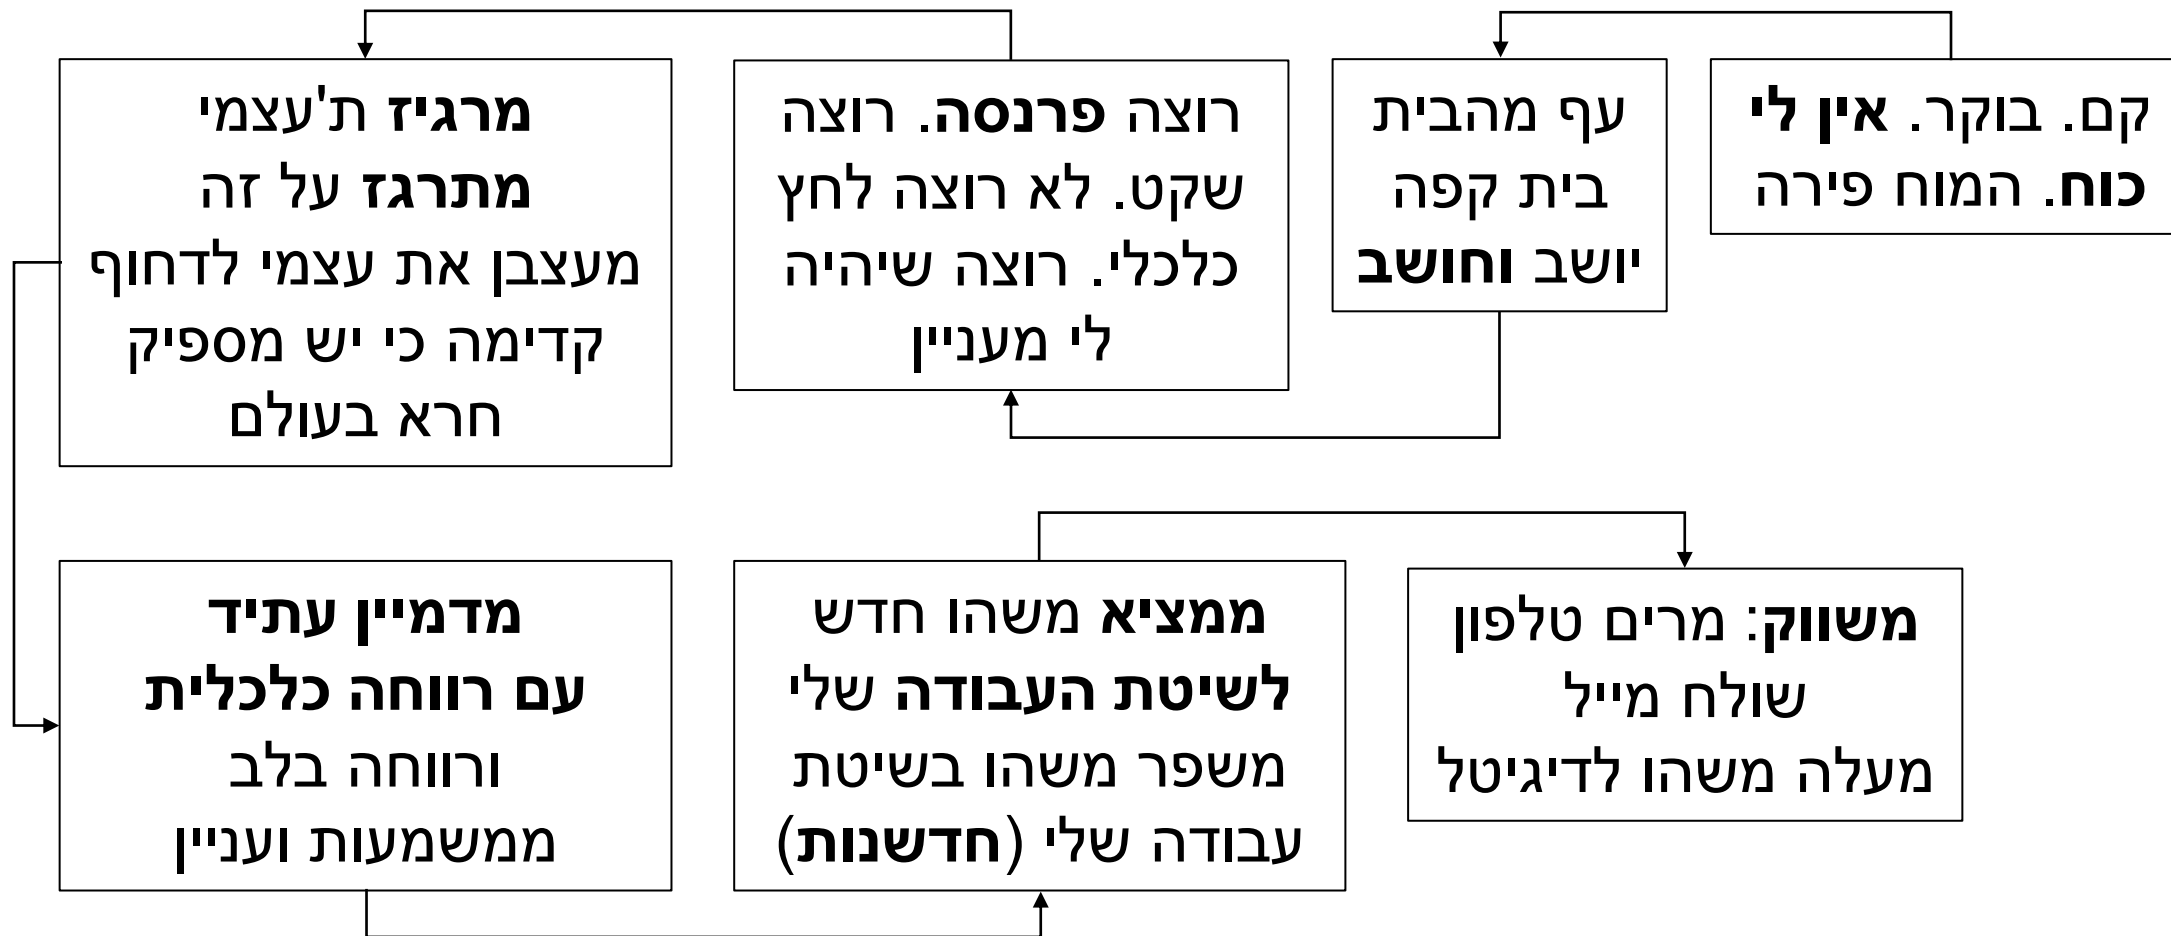 קם. בוקר. אין לי
כוח. המוח פירה
עף מהבית
בית קפה
יושב וחושב
רוצה פרנסה. רוצה
שקט. לא רוצה לחץ
כלכלי. רוצה שיהיה
לי מעניין
מרגיז ת'עצמי
מתרגז על זה
מעצבן את עצמי לדחוף
קדימה כי יש מספיק
חרא בעולם
מדמיין עתיד
עם רווחה כלכלית
ורווחה בלב
ממשמעות ועניין
ממציא משהו חדש
לשיטת העבודה שלי
משפר משהו בשיטת
עבודה שלי (חדשנות)
משווק: מרים טלפון
שולח מייל
מעלה משהו לדיגיטל